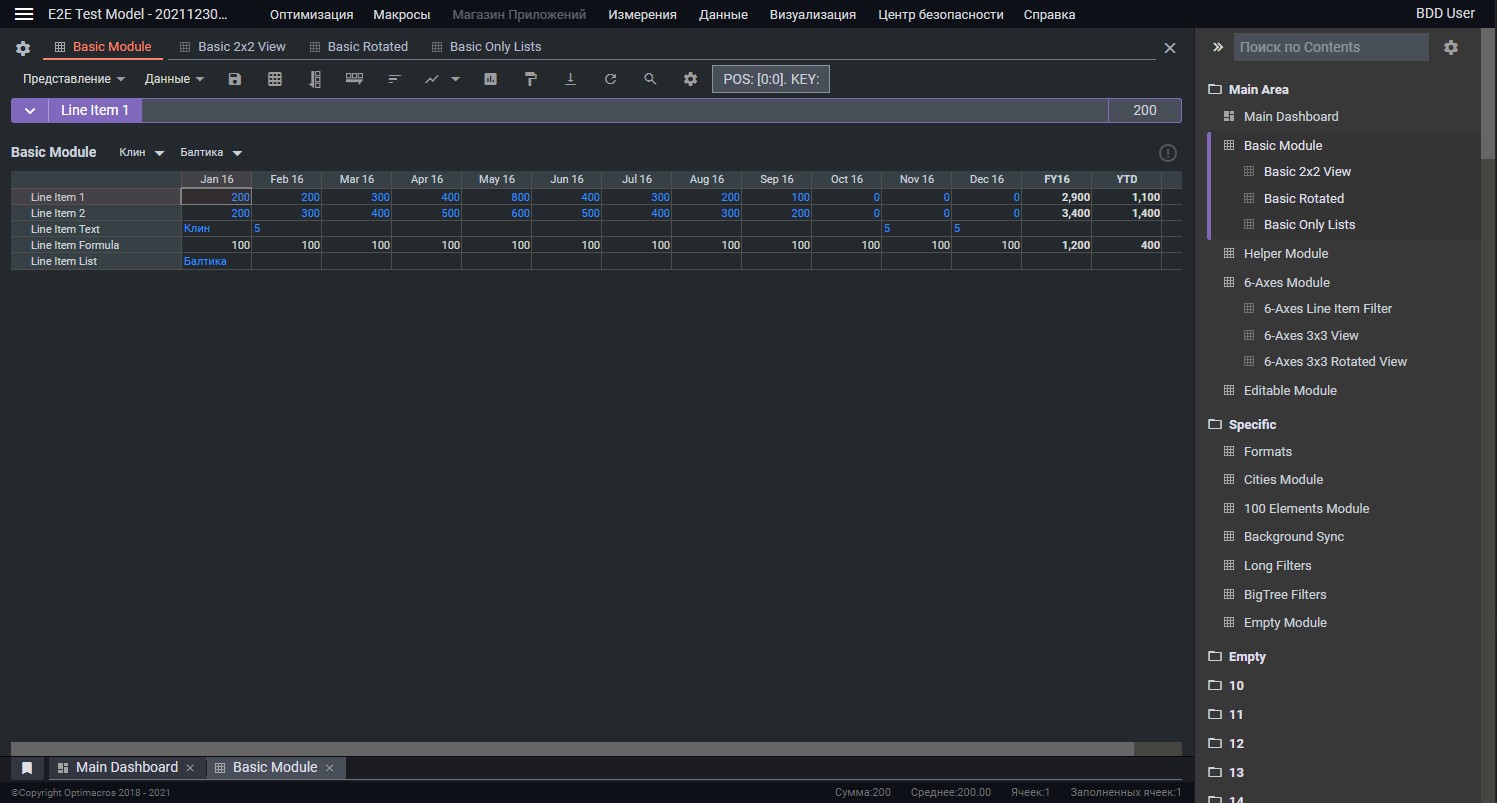 E2E Test Model - 20211230... Оптимизация Макросы Магазин Приложений Измерения Данные Визуализация Центр безопасности Справка BDD User
Basic Module Basic 2x2 View Basic Rotated Basic Only Lists
Представление Данные POS: [0:0]. KEY:
Line Item 1 200
Basic Module Клин Балтика
Jan 16 Feb 16 Mar 16 Apr 16 May 16 Jun 16 Jul 16 Aug 16 Sep 16 Oct 16 Nov 16 Dec 16 FY16 YTD
Line Item 1 200 200 300 400 800 400 300 200 100 0 0 0 2,900 1,100
Line Item 2 200 300 400 500 600 500 400 300 200 0 0 0 3,400 1,400
Line Item Text Клин 5 5 5
Line Item Formula 100 100 100 100 100 100 100 100 100 100 100 100 1,200 400
Line Item List Балтика
Main Dashboard Basic Module
©Copyright Optimacros 2018 - 2021 Сумма:200 Среднее:200.00 Ячеек:1 Заполненных ячеек:1
Поиск по Contents
Main Area
Main Dashboard
Basic Module
Basic 2x2 View
Basic Rotated
Basic Only Lists
Helper Module
6-Axes Module
6-Axes Line Item Filter
6-Axes 3x3 View
6-Axes 3x3 Rotated View
Editable Module
Specific
Formats
Cities Module
100 Elements Module
Background Sync
Long Filters
BigTree Filters
Empty Module
Empty
10
11
12
13
14